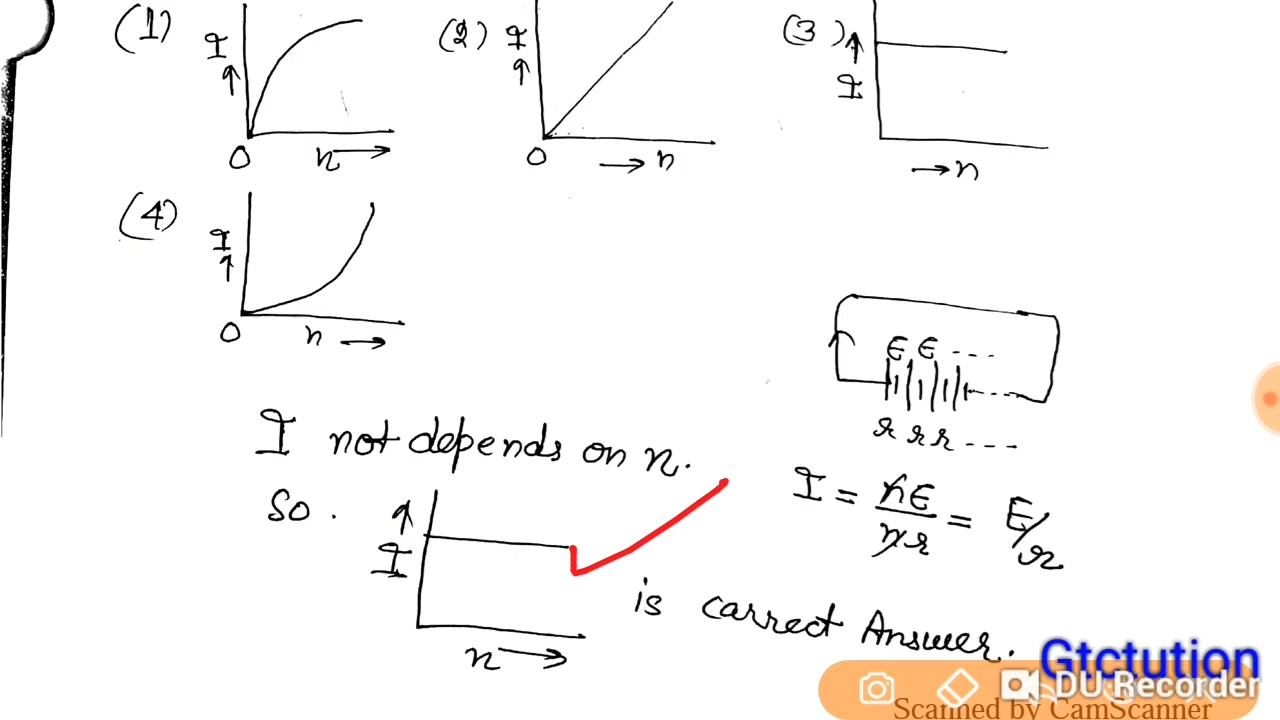 (1) I ↑ 0 n →
(2) I ↑ 0 → n
(3) ↑ I → n
(4) I ↑ 0 n →
E E ----
r r r ----
I not depends on n.
I = nE/nr = E/r
So. ↑ I n →
is carrect Answer.
Gtctution
DU Recorder
Scanned by CamScanner